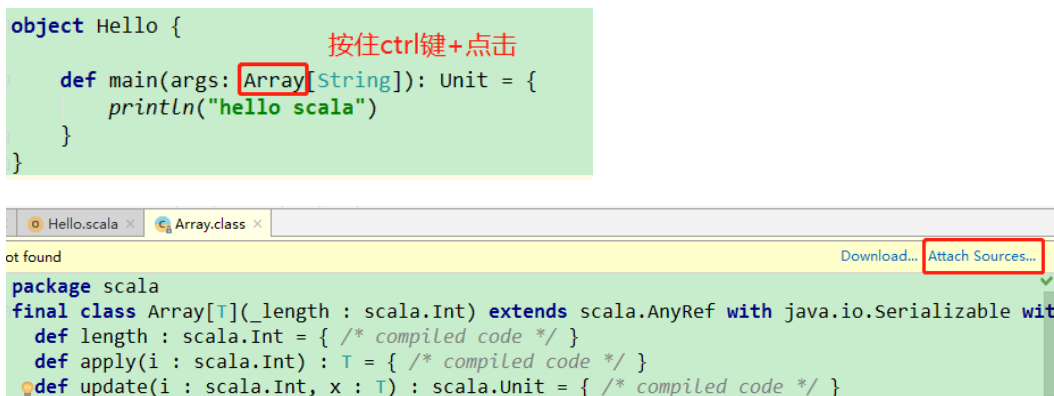 object Hello {
按住ctrl键+点击
def main(args: Array[String]): Unit = {
println("hello scala")
}
}
Hello.scala × Array.class ×
ot found Download... Attach Sources...
package scala
final class Array[T](_length : scala.Int) extends scala.AnyRef with java.io.Serializable wit
def length : scala.Int = { /* compiled code */ }
def apply(i : scala.Int) : T = { /* compiled code */ }
def update(i : scala.Int, x : T) : scala.Unit = { /* compiled code */ }